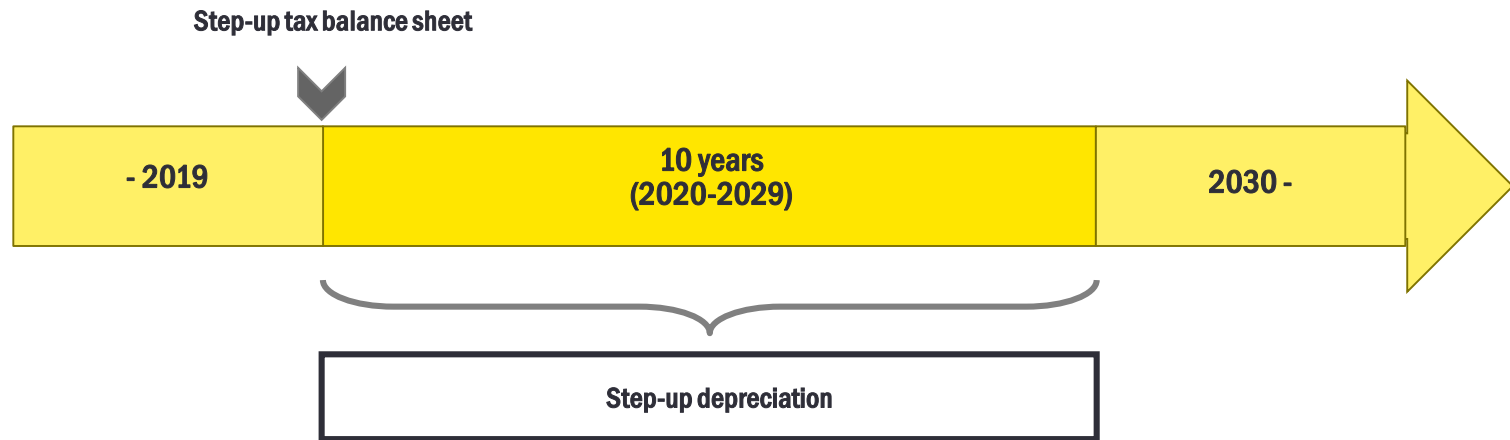 Step-up tax balance sheet
- 2019
10 years
(2020-2029)
2030 -
Step-up depreciation